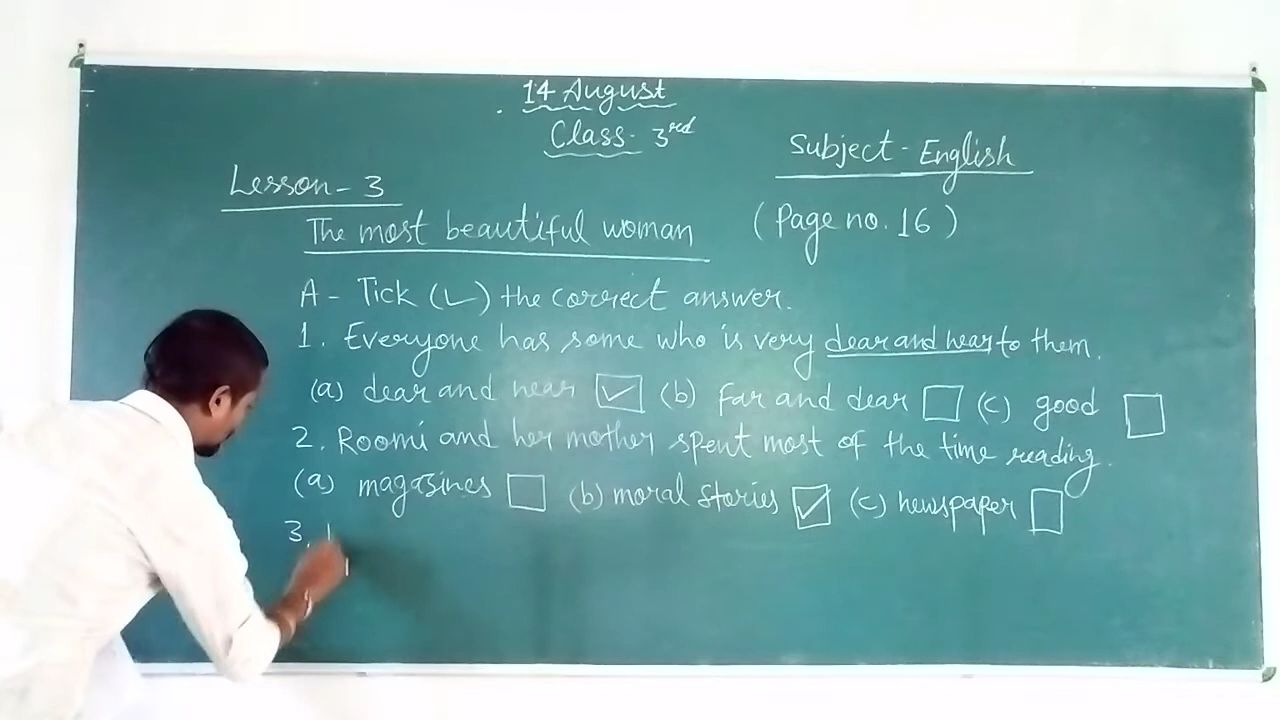 14 August
Class- 3red
Subject- English
Lesson- 3
The most beautiful woman
(Page no. 16)
A- Tick (✓) the correct answer.
1. Everyone has some who is very dear and near to them.
(a) dear and near ☑ (b) far and dear ☐ (c) good ☐
2. Roomi and her mother spent most of the time reading.
(a) magasines ☐ (b) moral stories ☑ (c) newspaper ☐
3.